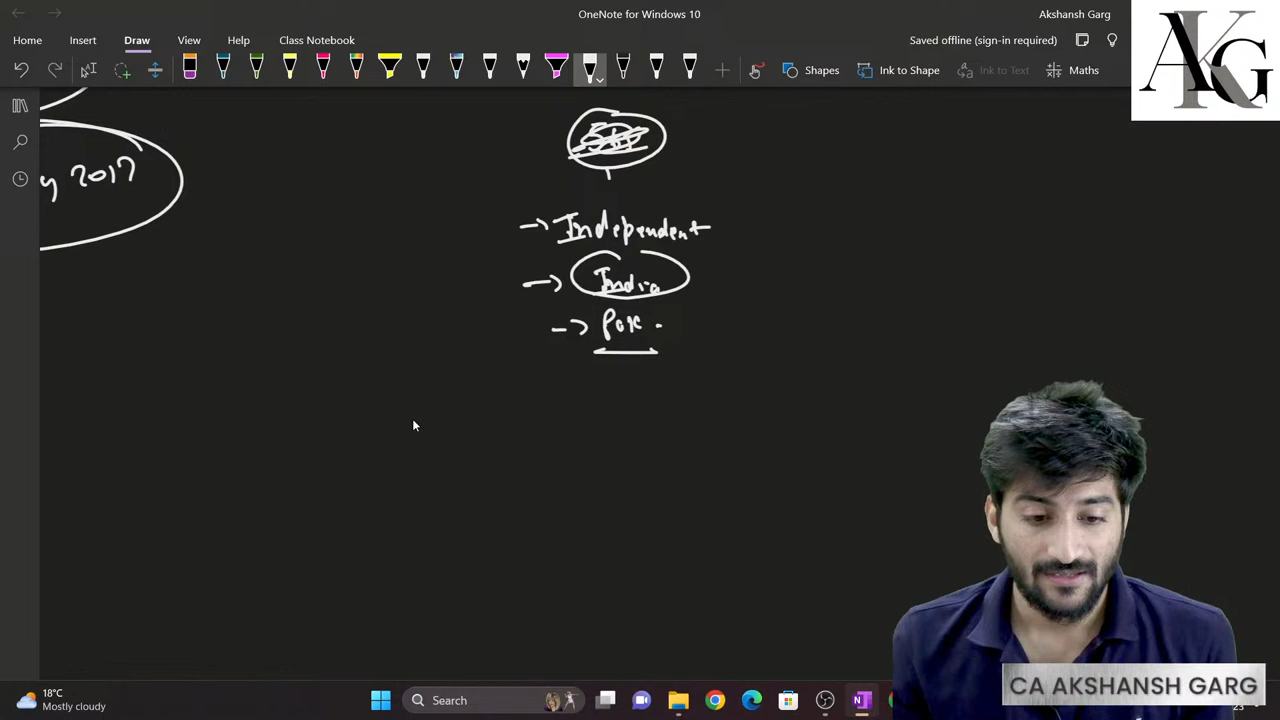 OneNote for Windows 10
Akshansh Garg
Home Insert Draw View Help Class Notebook
Saved offline (sign-in required)
Shapes Ink to Shape Ink to Text Maths
AKG
y 2017
→ Independent
→ India
→ Pak.
CA AKSHANSH GARG
18°C
Mostly cloudy
Search